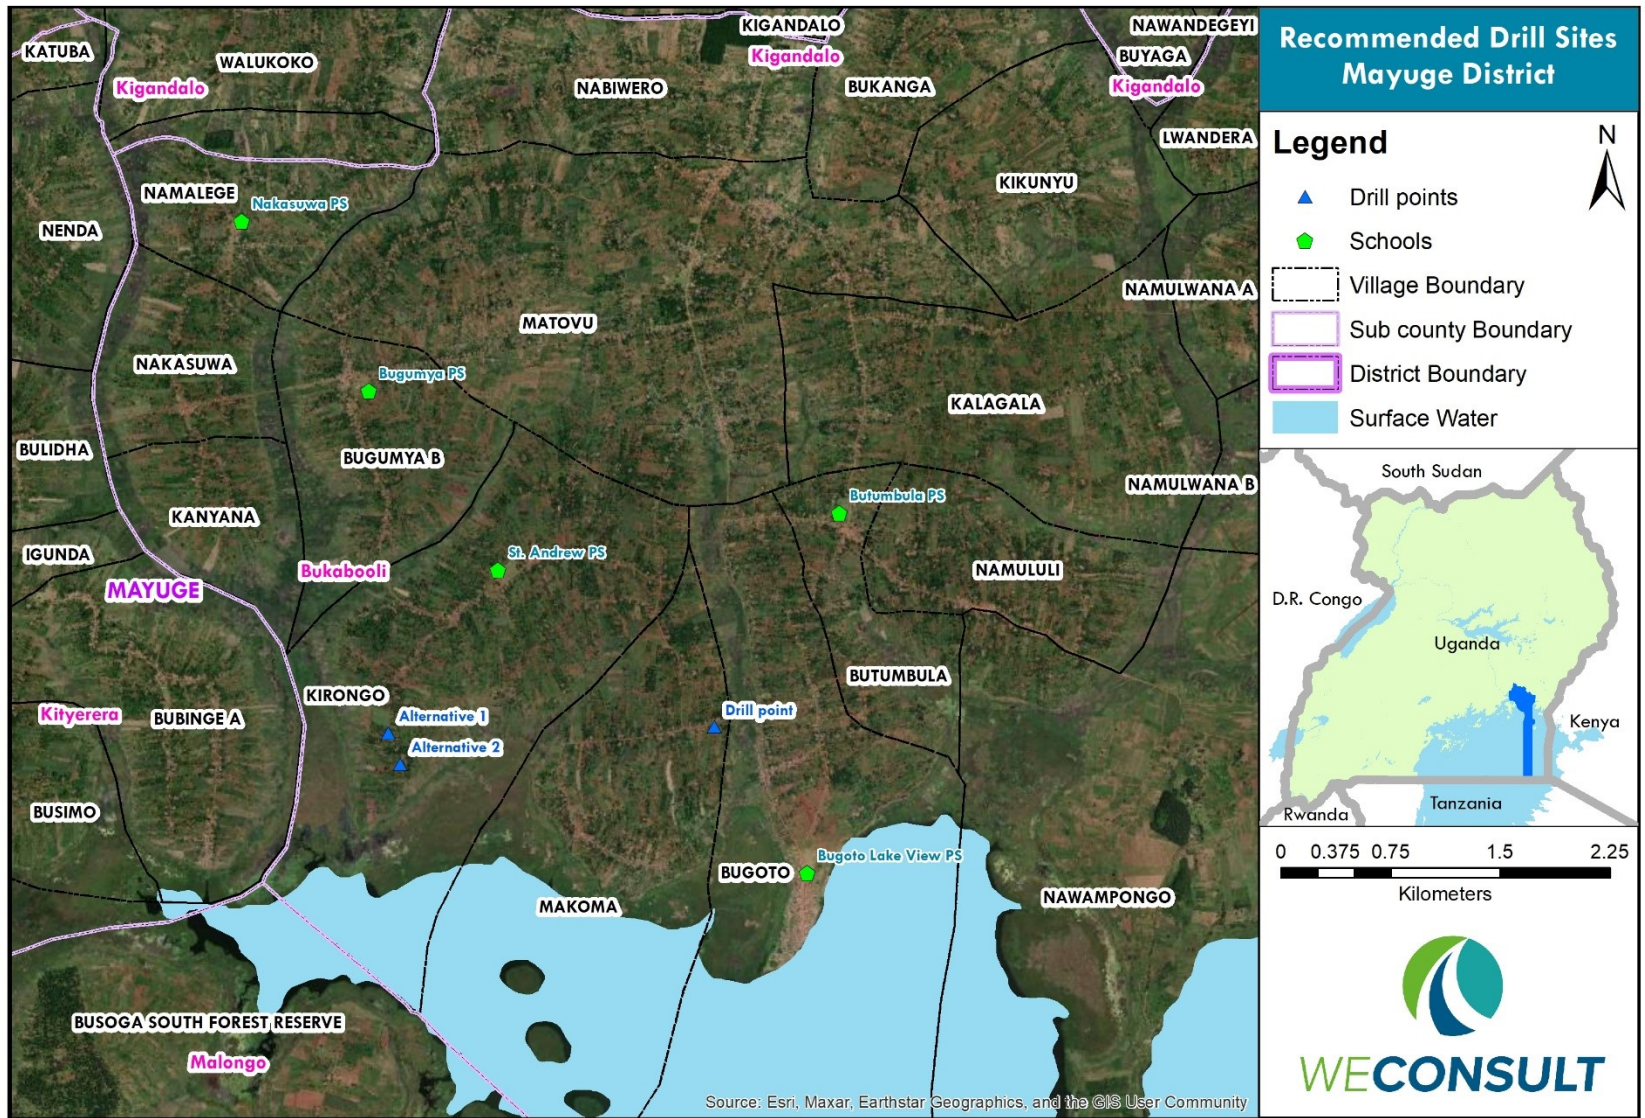 KATUBA
WALUKOKO
Kigandalo
KIGANDALO
Kigandalo
NABIWERO
BUKANGA
NAWANDEGEYI
BUYAGA
Kigandalo
LWANDERA
NAMALEGE
Nakasuwa PS
NENDA
KIKUNYU
NAMULWANA A
MATOVU
NAKASUWA
Bugumya PS
KALAGALA
BULIDHA
BUGUMYA B
NAMULWANA B
Butumbula PS
KANYANA
IGUNDA
Bukabooli
St. Andrew PS
NAMULULI
MAYUGE
BUTUMBULA
KIRONGO
Kityerera
BUBINGE A
Alternative 1
Alternative 2
Drill point
BUSIMO
Bugoto Lake View PS
BUGOTO
MAKOMA
NAWAMPONGO
BUSOGA SOUTH FOREST RESERVE
Malongo
Source: Esri, Maxar, Earthstar Geographics, and the GIS User Community
Recommended Drill Sites
Mayuge District
Legend
N
Drill points
Schools
Village Boundary
Sub county Boundary
District Boundary
Surface Water
South Sudan
D.R. Congo
Uganda
Kenya
Tanzania
Rwanda
0 0.375 0.75 1.5 2.25
Kilometers
WECONSULT